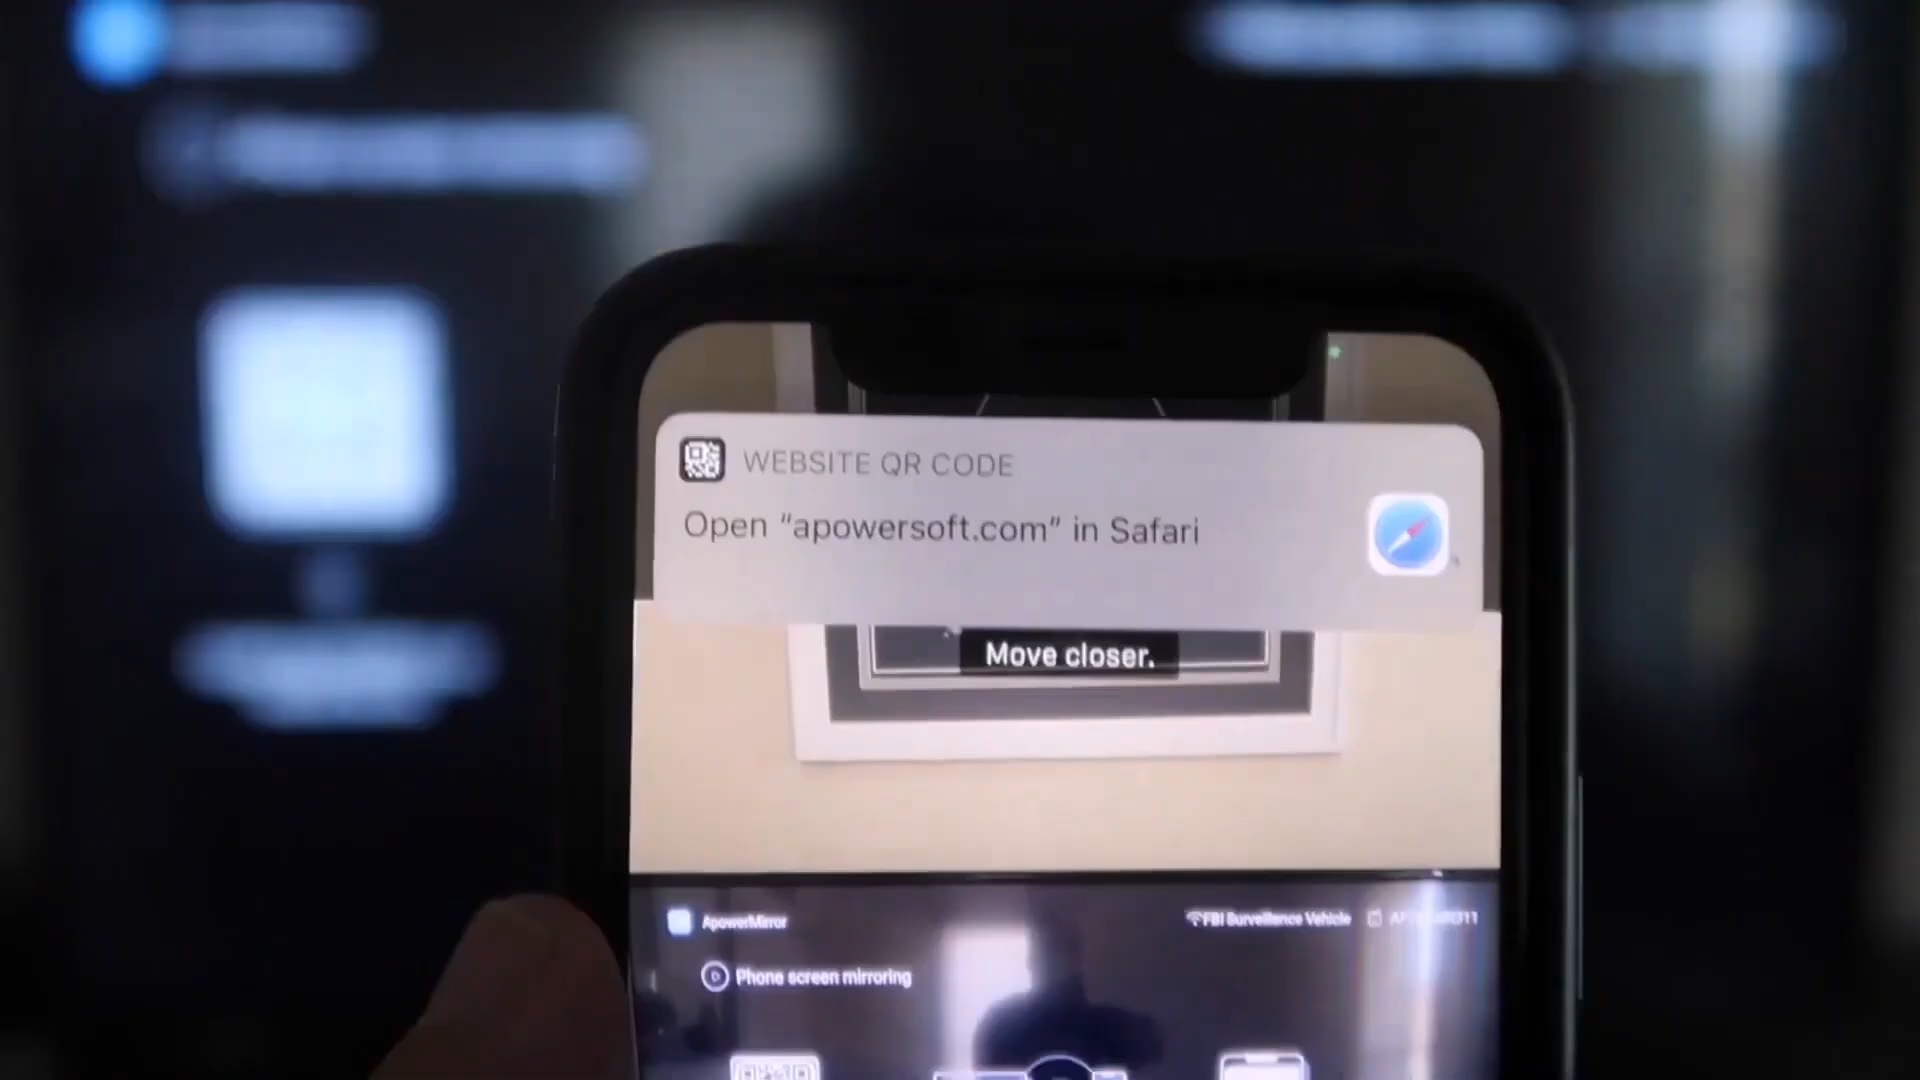 WEBSITE QR CODE
Open "apowersoft.com" in Safari
Move closer.
ApowerMirror
FBI Surveillance Vehicle
Phone screen mirroring